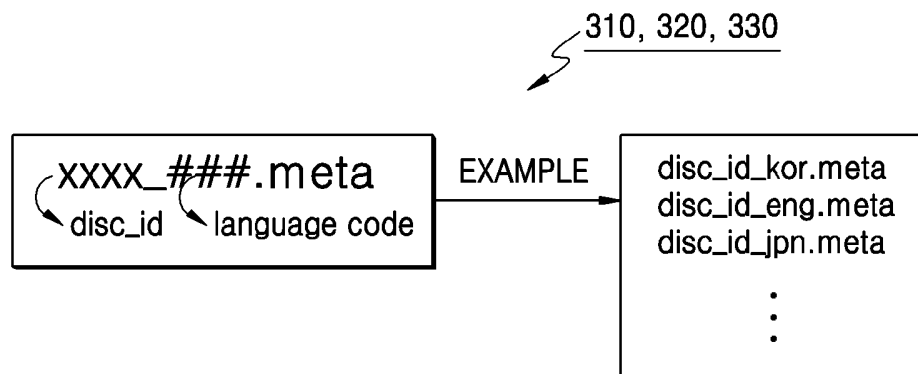 310, 320, 330
xxxx_###.meta
disc_id
language code
EXAMPLE
disc_id_kor.meta
disc_id_eng.meta
disc_id_jpn.meta